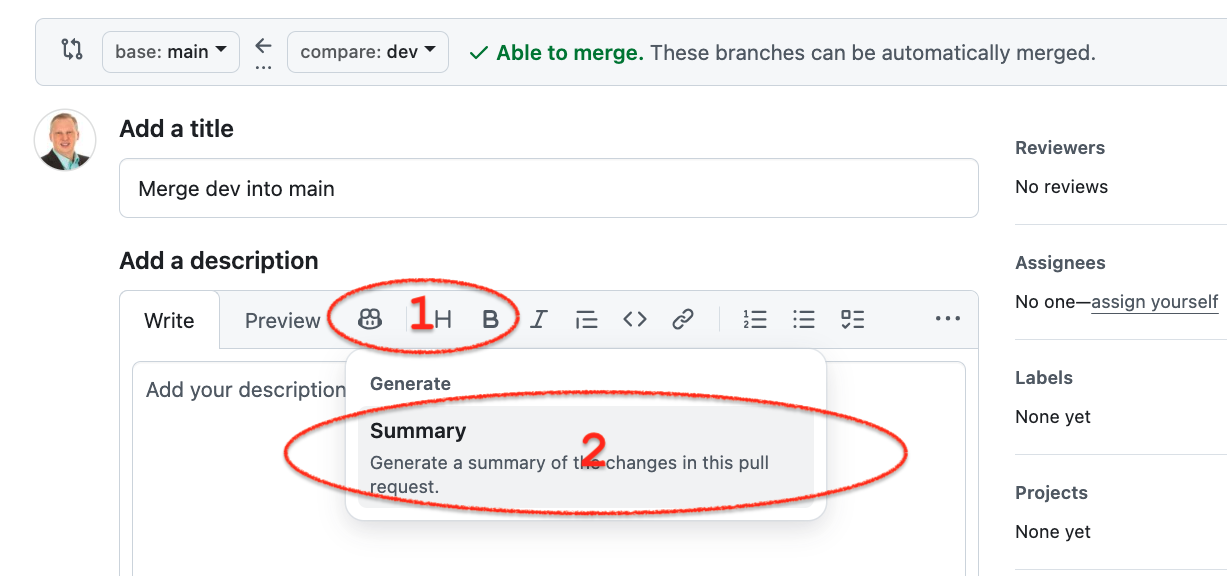 base: main
compare: dev
Able to merge. These branches can be automatically merged.
Add a title
Merge dev into main
Add a description
Write
Preview
1
H
B
I
Add your description
Generate
Summary
2
Generate a summary of the changes in this pull
request.
Reviewers
No reviews
Assignees
No one—assign yourself
Labels
None yet
Projects
None yet